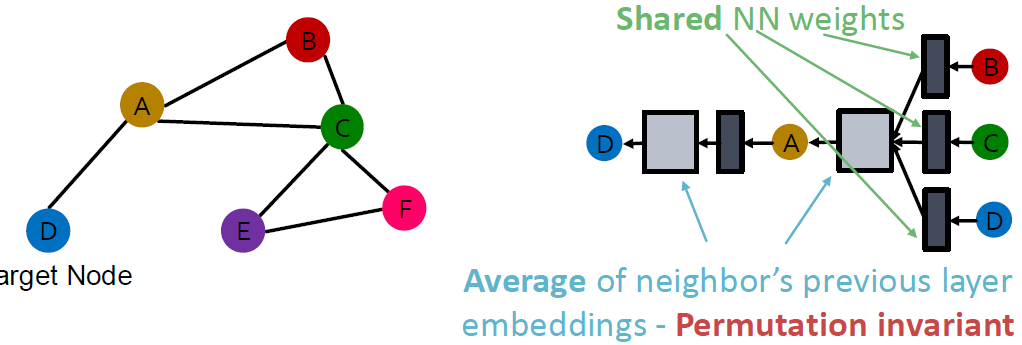 Shared NN weights
B
A
C
D
E
F
arget Node
B
D
A
C
D
Average of neighbor's previous layer
embeddings - Permutation invariant